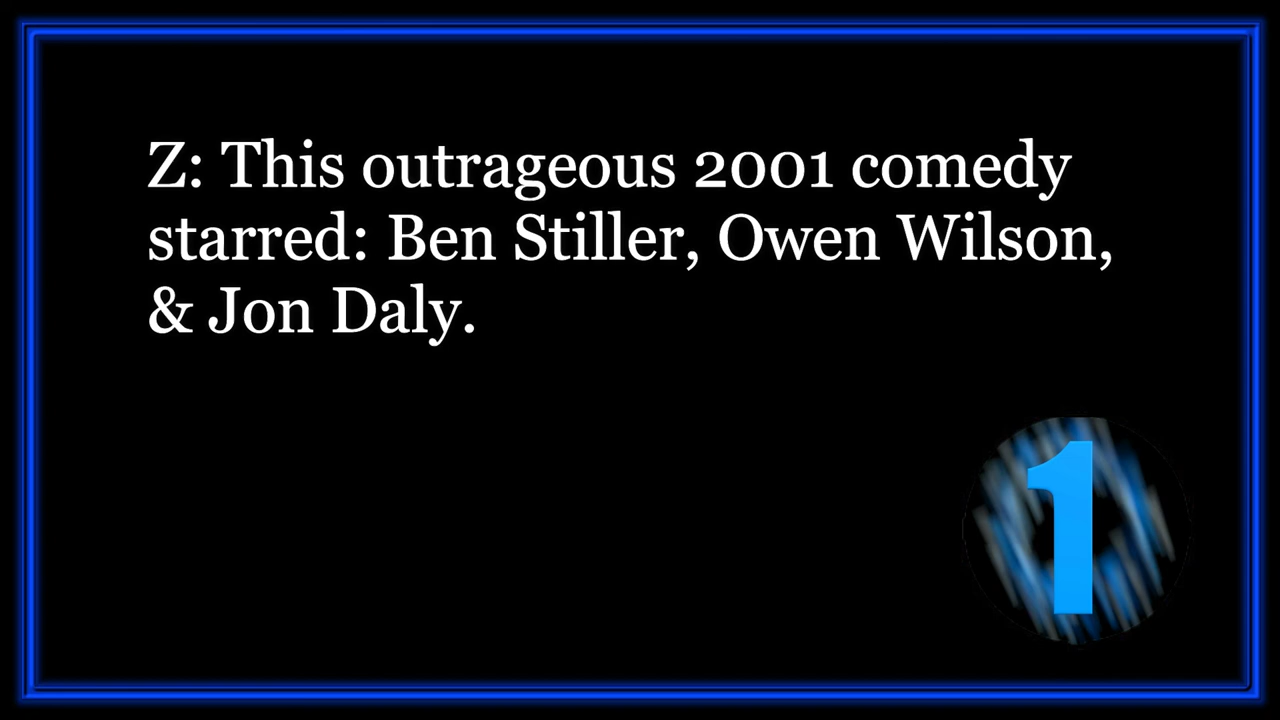 Z: This outrageous 2001 comedy
starred: Ben Stiller, Owen Wilson,
& Jon Daly.
1